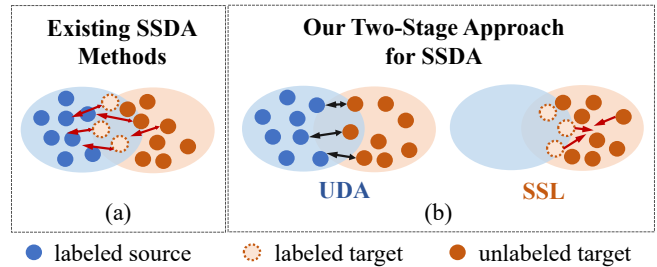 Existing SSDA
Methods
Our Two-Stage Approach
for SSDA
UDA
SSL
(a)
(b)
labeled source
labeled target
unlabeled target